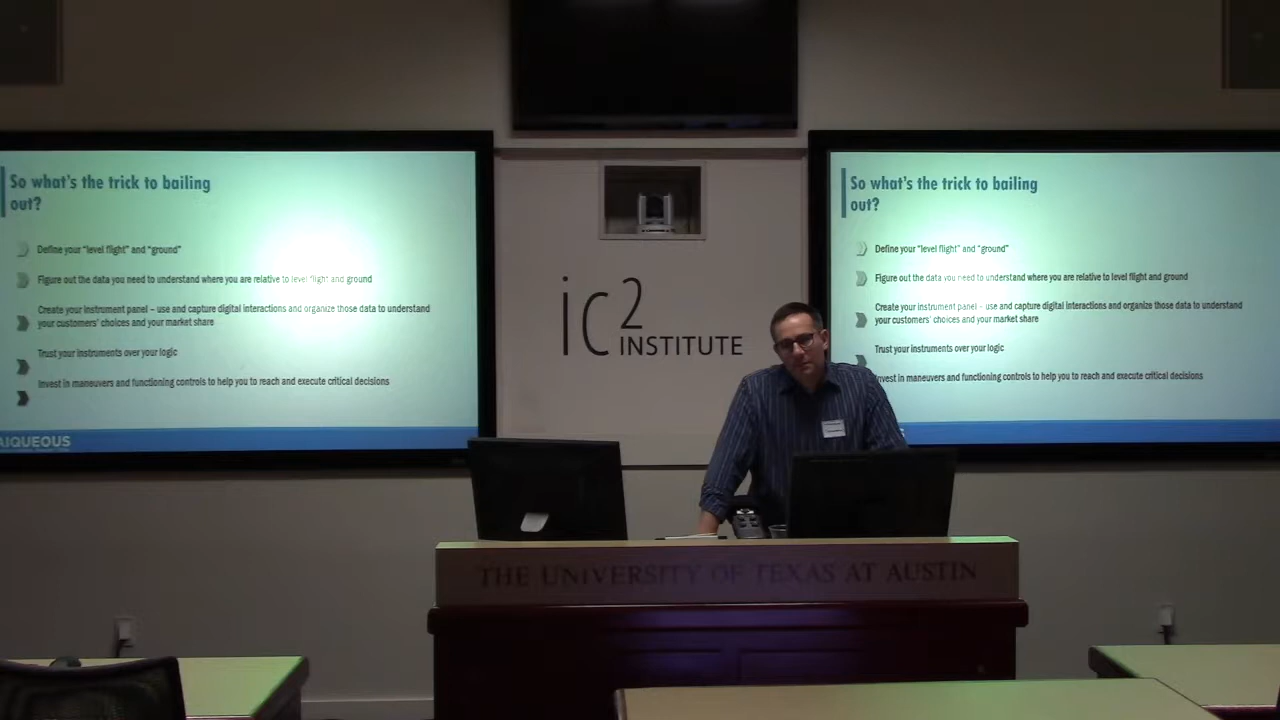 So what's the trick to bailing
out?
Define your "level flight" and "ground"
Figure out the data you need to understand where you are relative to level flight and ground
Create your instrument panel – use and capture digital interactions and organize those data to understand
your customers' choices and your market share
Trust your instruments over your logic
Invest in maneuvers and functioning controls to help you to reach and execute critical decisions
AIQUEOUS
ic2
INSTITUTE
So what's the trick to bailing
out?
Define your "level flight" and "ground"
Figure out the data you need to understand where you are relative to level flight and ground
Create your instrument panel – use and capture digital interactions and organize those data to understand
your customers' choices and your market share
Trust your instruments over your logic
Invest in maneuvers and functioning controls to help you to reach and execute critical decisions
THE UNIVERSITY OF TEXAS AT AUSTIN